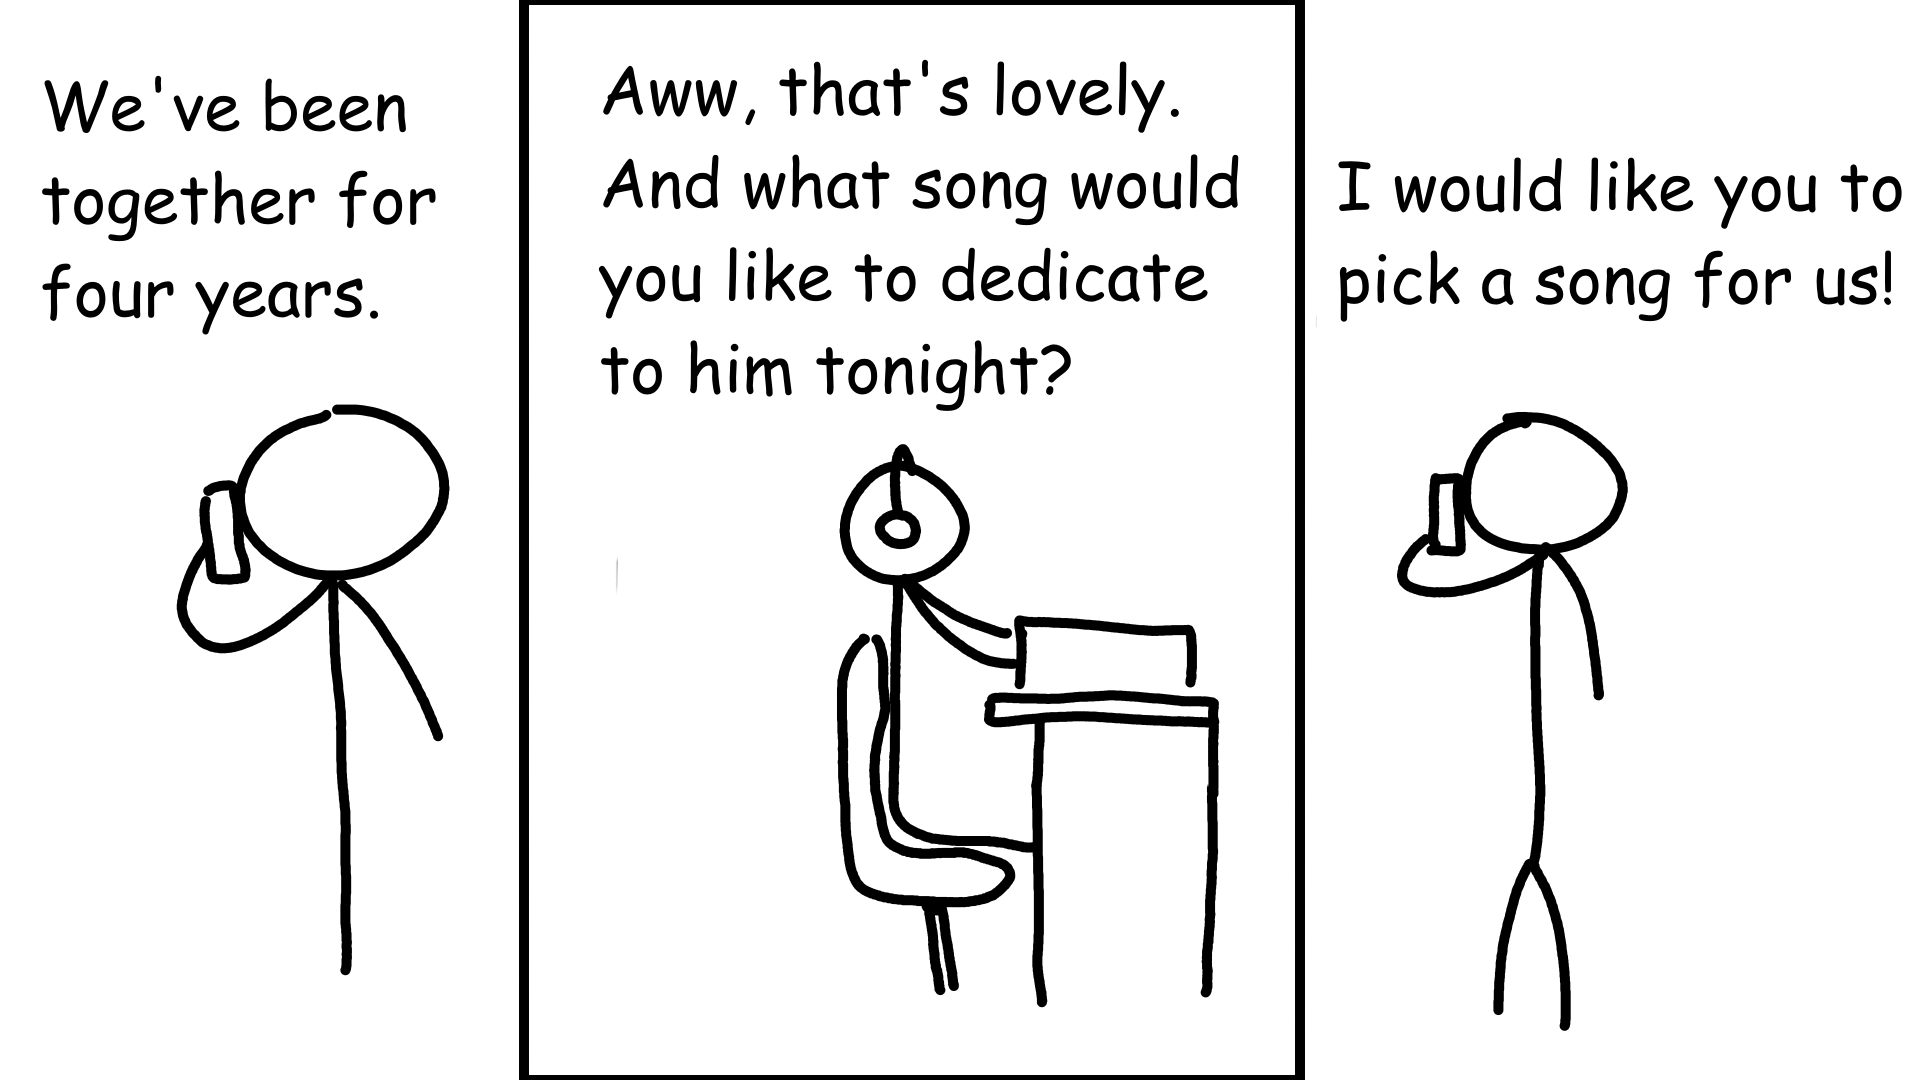 We've been
together for
four years.
Aww, that's lovely.
And what song would
you like to dedicate
to him tonight?
I would like you to
pick a song for us!